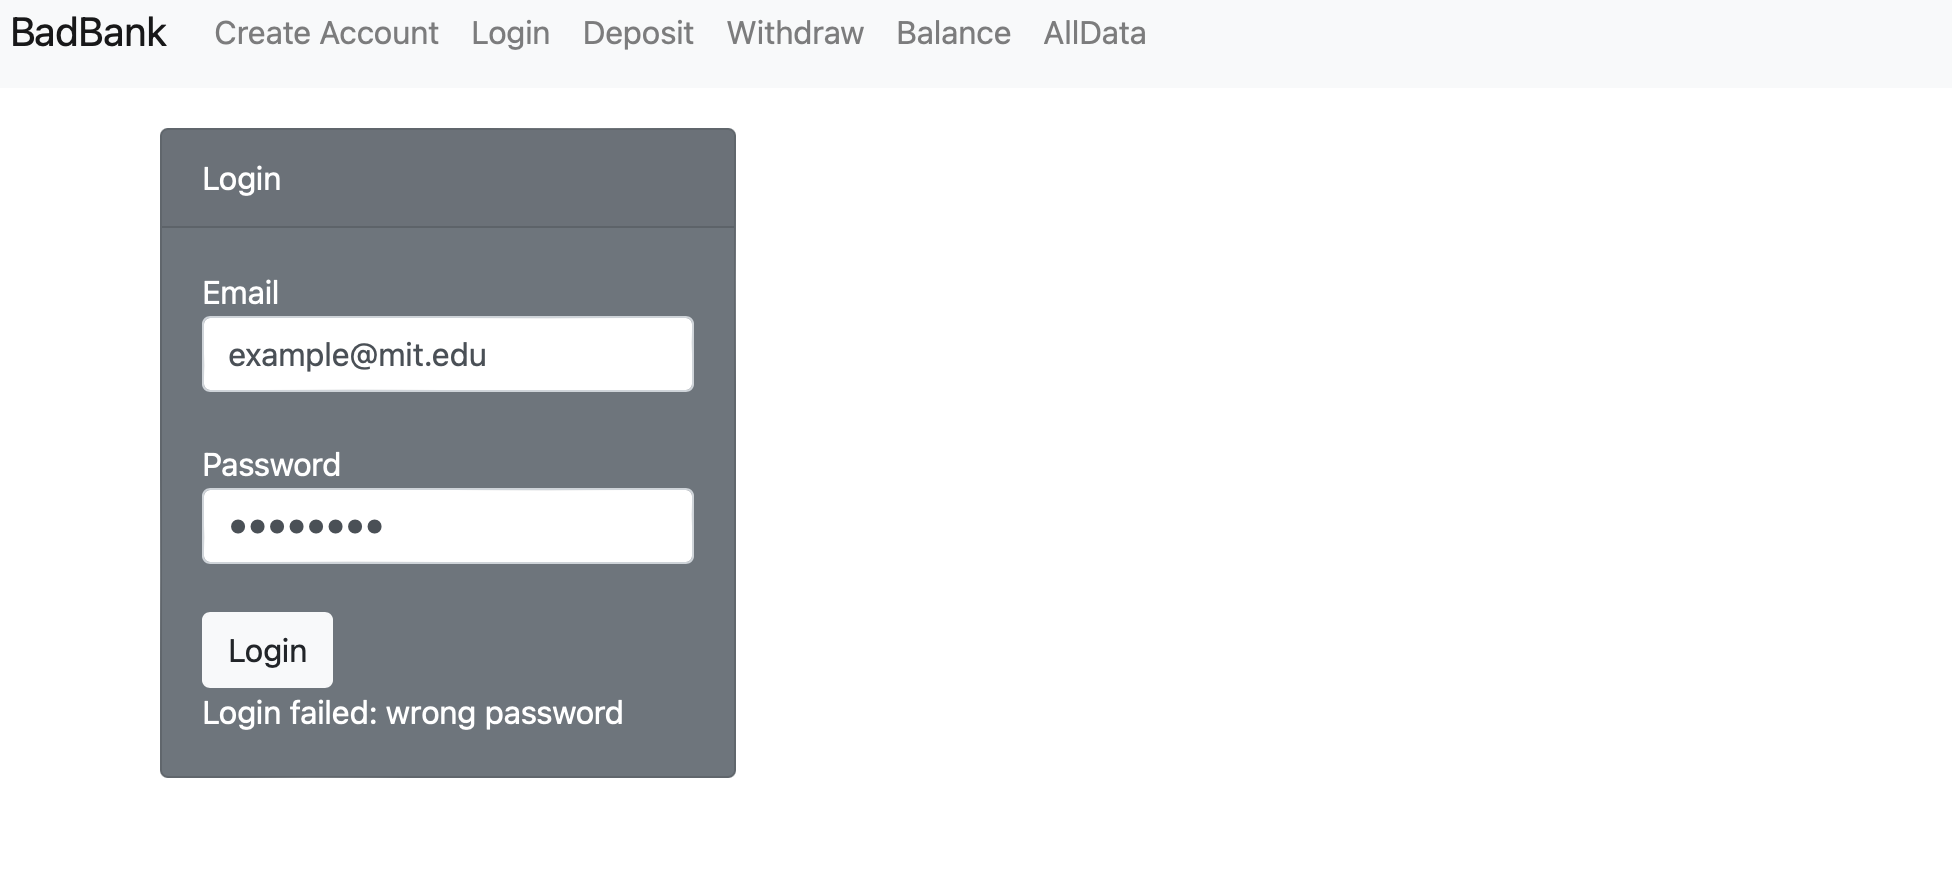 BadBank Create Account Login Deposit Withdraw Balance AllData
Login
Email
example@mit.edu
Password
••••••••
Login
Login failed: wrong password